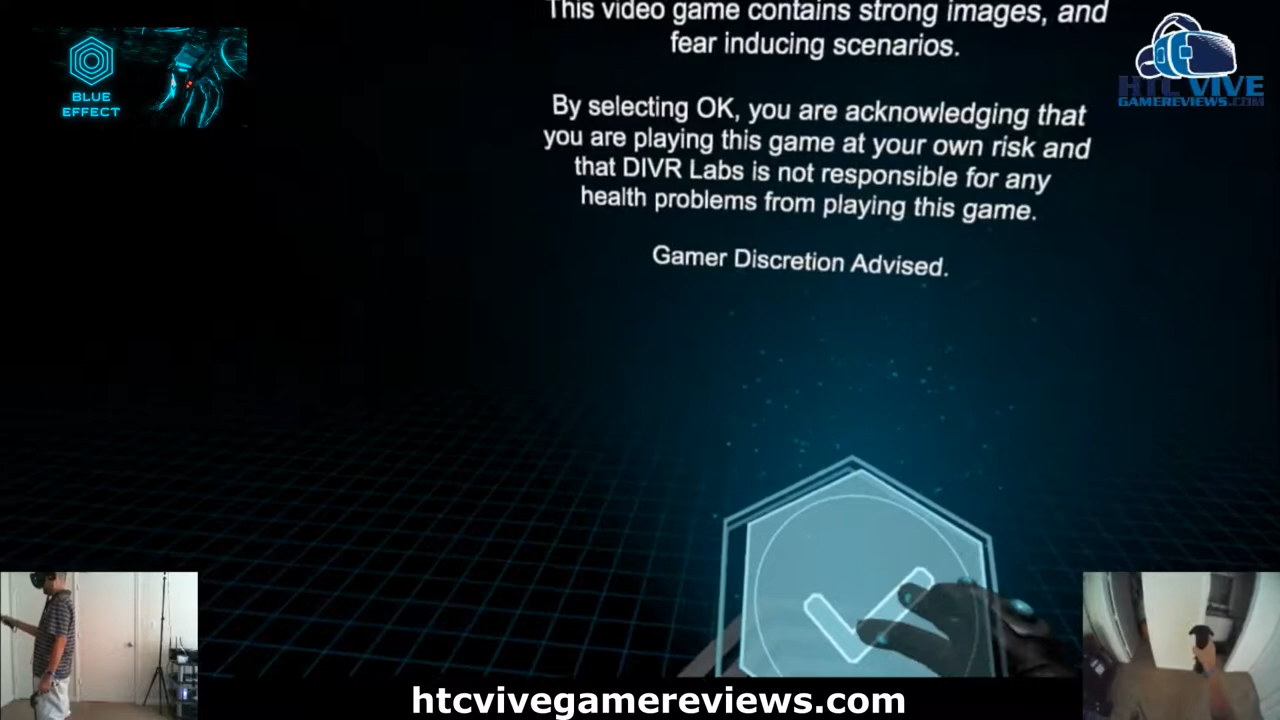 This video game contains strong images, and
fear inducing scenarios.
By selecting OK, you are acknowledging that
you are playing this game at your own risk and
that DIVR Labs is not responsible for any
health problems from playing this game.
Gamer Discretion Advised.
BLUE
EFFECT
HTC VIVE
GAMEREVIEWS.COM
htcvivegamereviews.com